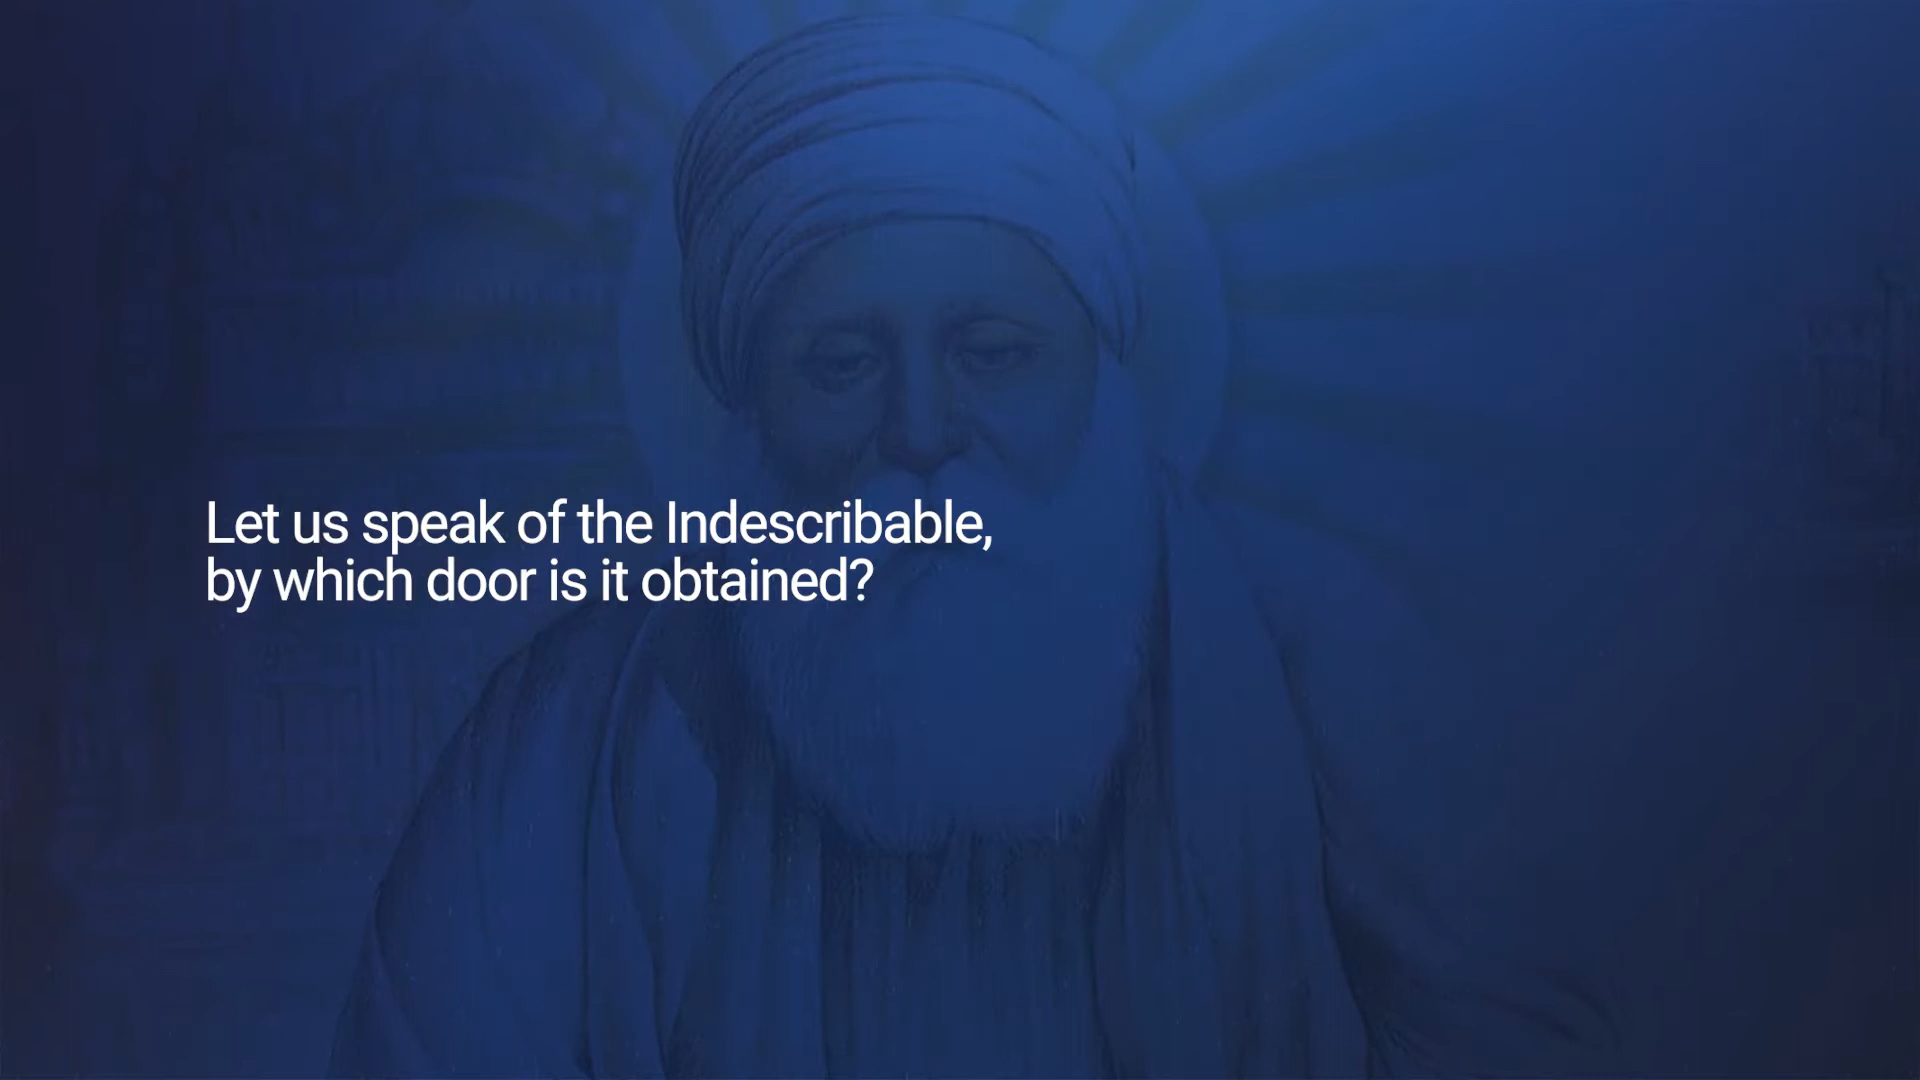 Let us speak of the Indescribable,
by which door is it obtained?